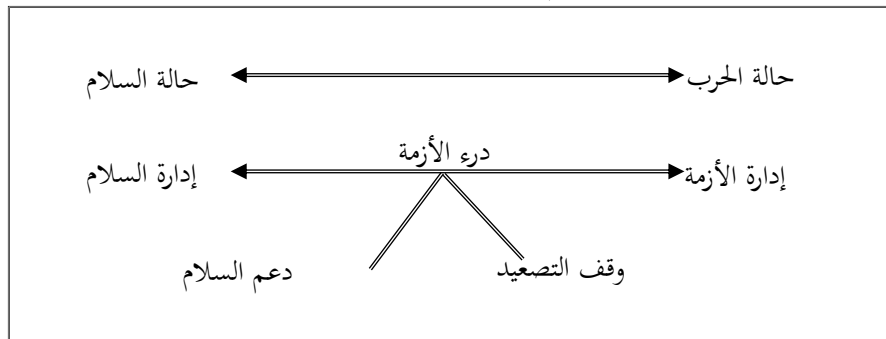 حالة الحرب
حالة السلام
درء الأزمة
إدارة الأزمة
إدارة السلام
وقف التصعيد
دعم السلام